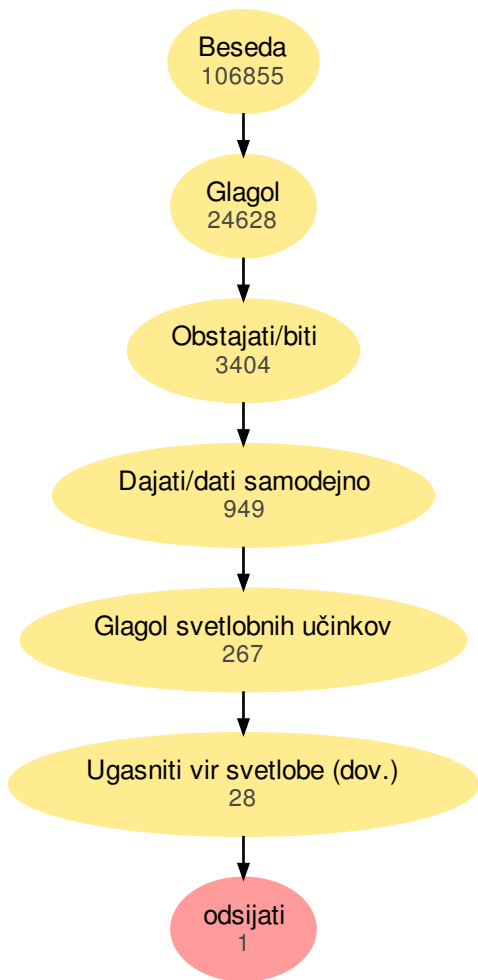 Beseda
106855
Glagol
24628
Obstajati/biti
3404
Dajati/dati samodejno
949
Glagol svetlobnih učinkov
267
Ugasniti vir svetlobe (dov.)
28
odsijati
1